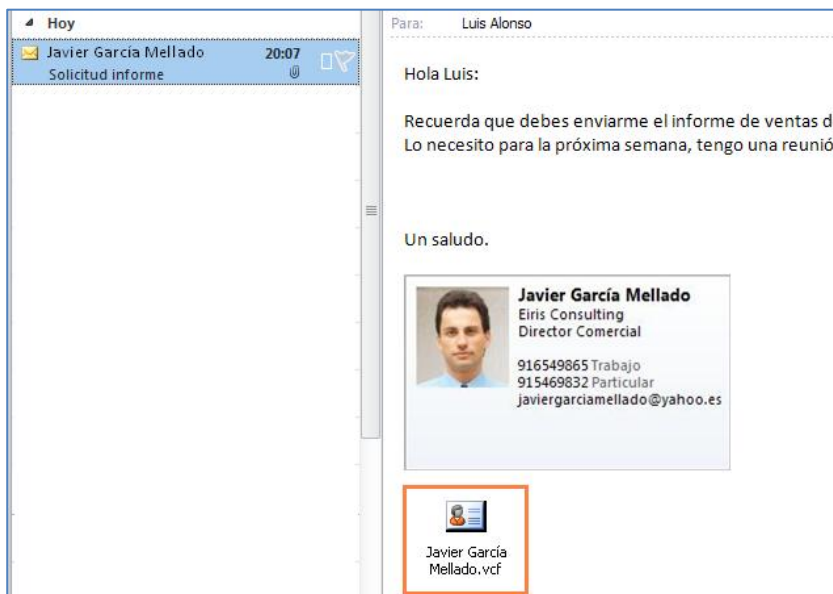 Hoy
Javier García Mellado 20:07
Solicitud informe
Para: Luis Alonso
Hola Luis:
Recuerda que debes enviarme el informe de ventas d
Lo necesito para la próxima semana, tengo una reunió
Un saludo.
Javier García Mellado
Eiris Consulting
Director Comercial
916549865 Trabajo
915469832 Particular
javiergarciamellado@yahoo.es
Javier García
Mellado.vcf